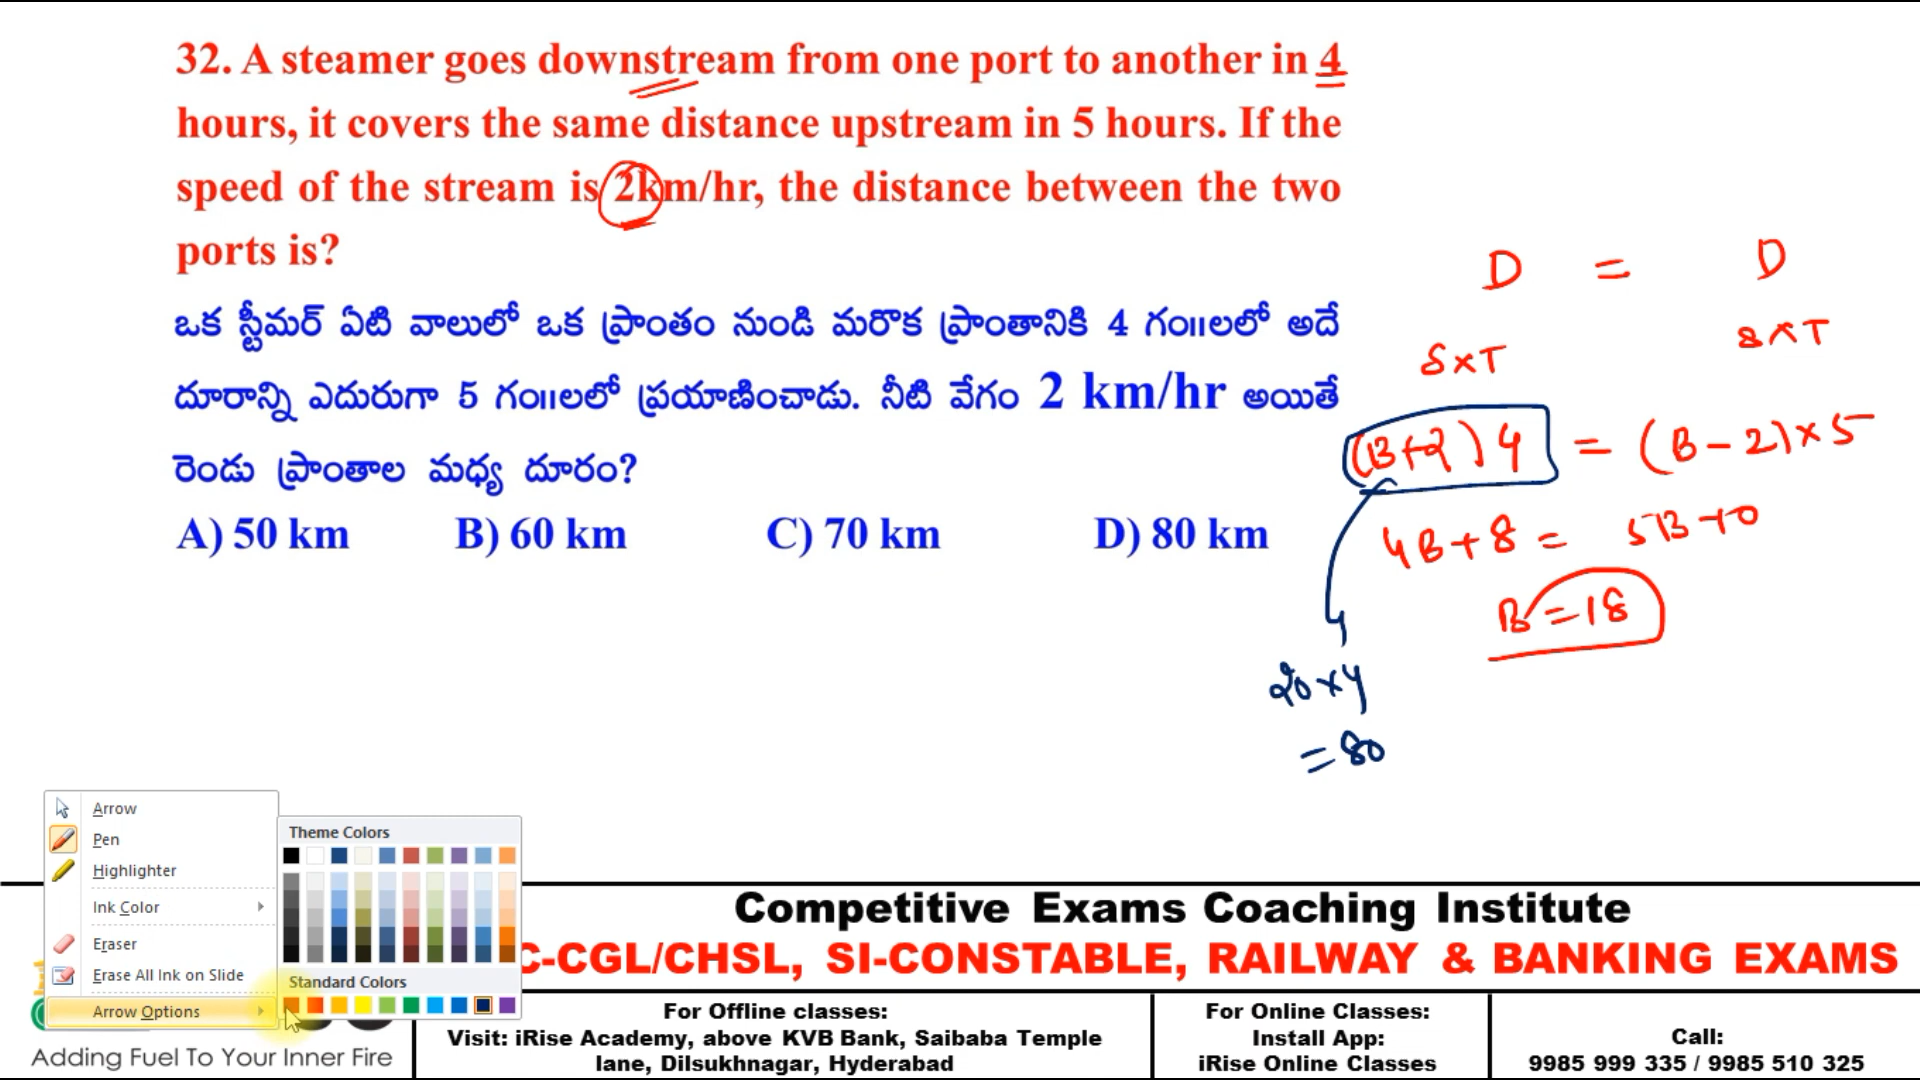 32. A steamer goes downstream from one port to another in 4
hours, it covers the same distance upstream in 5 hours. If the
speed of the stream is 2km/hr, the distance between the two
ports is?
ఒక స్టీమర్ ఏటి వాలులో ఒక ప్రాంతం నుండి మరొక ప్రాంతానికి 4 గం॥లలో అదే
దూరాన్ని ఎదురుగా 5 గం॥లలో ప్రయాణించాడు. నీటి వేగం 2 km/hr అయితే
రెండు ప్రాంతాల మధ్య దూరం?
A) 50 km B) 60 km C) 70 km D) 80 km
D = D
S×T S×T
(B+2)4 = (B-2)×5
4B+8 = 5B+0
B=18
4
20×4
=80
Arrow
Pen
Highlighter
Ink Color
Eraser
Erase All Ink on Slide
Arrow Options
Theme Colors
Standard Colors
Adding Fuel To Your Inner Fire
Competitive Exams Coaching Institute
C-CGL/CHSL, SI-CONSTABLE, RAILWAY & BANKING EXAMS
For Offline classes:
Visit: iRise Academy, above KVB Bank, Saibaba Temple
lane, Dilsukhnagar, Hyderabad
For Online Classes:
Install App:
iRise Online Classes
Call:
9985 999 335 / 9985 510 325